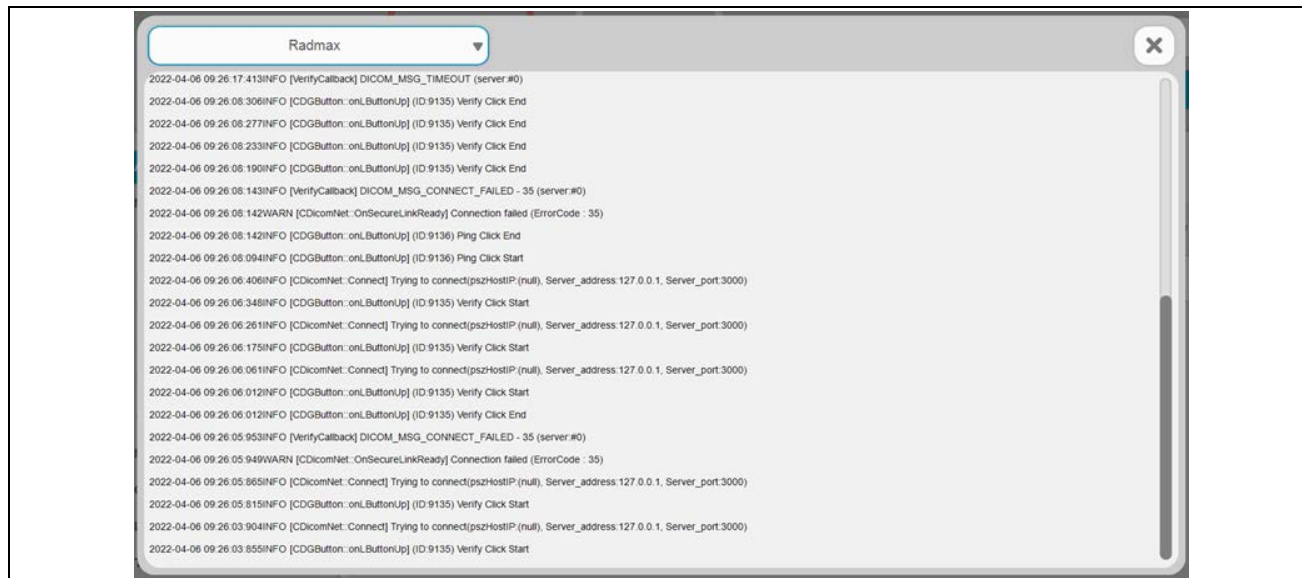 Radmax
2022-04-06 09:26:17:413INFO [VerifyCallback] DICOM_MSG_TIMEOUT (server:#0)
2022-04-06 09:26:08:306INFO [CDGButton::onLButtonUp] (ID:9135) Verify Click End
2022-04-06 09:26:08:277INFO [CDGButton::onLButtonUp] (ID:9135) Verify Click End
2022-04-06 09:26:08:233INFO [CDGButton::onLButtonUp] (ID:9135) Verify Click End
2022-04-06 09:26:08:190INFO [CDGButton::onLButtonUp] (ID:9135) Verify Click End
2022-04-06 09:26:08:143INFO [VerifyCallback] DICOM_MSG_CONNECT_FAILED - 35 (server:#0)
2022-04-06 09:26:08:142WARN [CDicomNet::OnSecureLinkReady] Connection failed (ErrorCode : 35)
2022-04-06 09:26:08:142INFO [CDGButton::onLButtonUp] (ID:9136) Ping Click End
2022-04-06 09:26:08:094INFO [CDGButton::onLButtonUp] (ID:9136) Ping Click Start
2022-04-06 09:26:06:406INFO [CDicomNet::Connect] Trying to connect(pszHostIP:(null), Server_address:127.0.0.1, Server_port:3000)
2022-04-06 09:26:06:348INFO [CDGButton::onLButtonUp] (ID:9135) Verify Click Start
2022-04-06 09:26:06:261INFO [CDicomNet::Connect] Trying to connect(pszHostIP:(null), Server_address:127.0.0.1, Server_port:3000)
2022-04-06 09:26:06:175INFO [CDGButton::onLButtonUp] (ID:9135) Verify Click Start
2022-04-06 09:26:06:061INFO [CDicomNet::Connect] Trying to connect(pszHostIP:(null), Server_address:127.0.0.1, Server_port:3000)
2022-04-06 09:26:06:012INFO [CDGButton::onLButtonUp] (ID:9135) Verify Click Start
2022-04-06 09:26:06:012INFO [CDGButton::onLButtonUp] (ID:9135) Verify Click End
2022-04-06 09:26:05:953INFO [VerifyCallback] DICOM_MSG_CONNECT_FAILED - 35 (server:#0)
2022-04-06 09:26:05:949WARN [CDicomNet::OnSecureLinkReady] Connection failed (ErrorCode : 35)
2022-04-06 09:26:05:865INFO [CDicomNet::Connect] Trying to connect(pszHostIP:(null), Server_address:127.0.0.1, Server_port:3000)
2022-04-06 09:26:05:815INFO [CDGButton::onLButtonUp] (ID:9135) Verify Click Start
2022-04-06 09:26:03:904INFO [CDicomNet::Connect] Trying to connect(pszHostIP:(null), Server_address:127.0.0.1, Server_port:3000)
2022-04-06 09:26:03:855INFO [CDGButton::onLButtonUp] (ID:9135) Verify Click Start